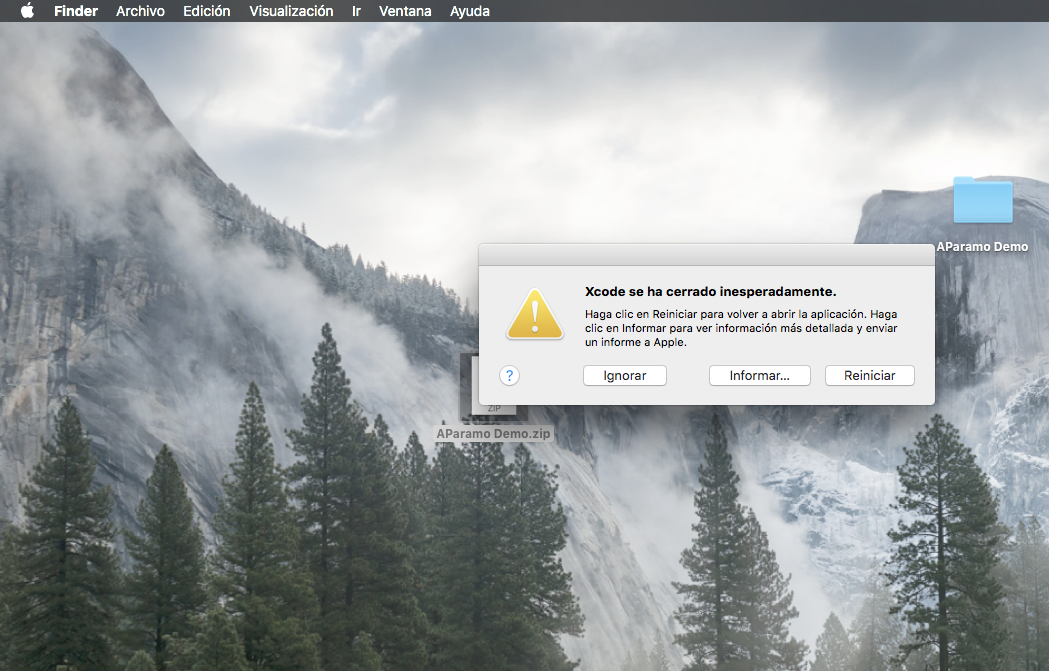 Finder Archivo Edición Visualización Ir Ventana Ayuda
AParamo Demo
Xcode se ha cerrado inesperadamente.
Haga clic en Reiniciar para volver a abrir la aplicación. Haga
clic en Informar para ver información más detallada y enviar
un informe a Apple.
? Ignorar Informar... Reiniciar
ZIP
AParamo Demo.zip